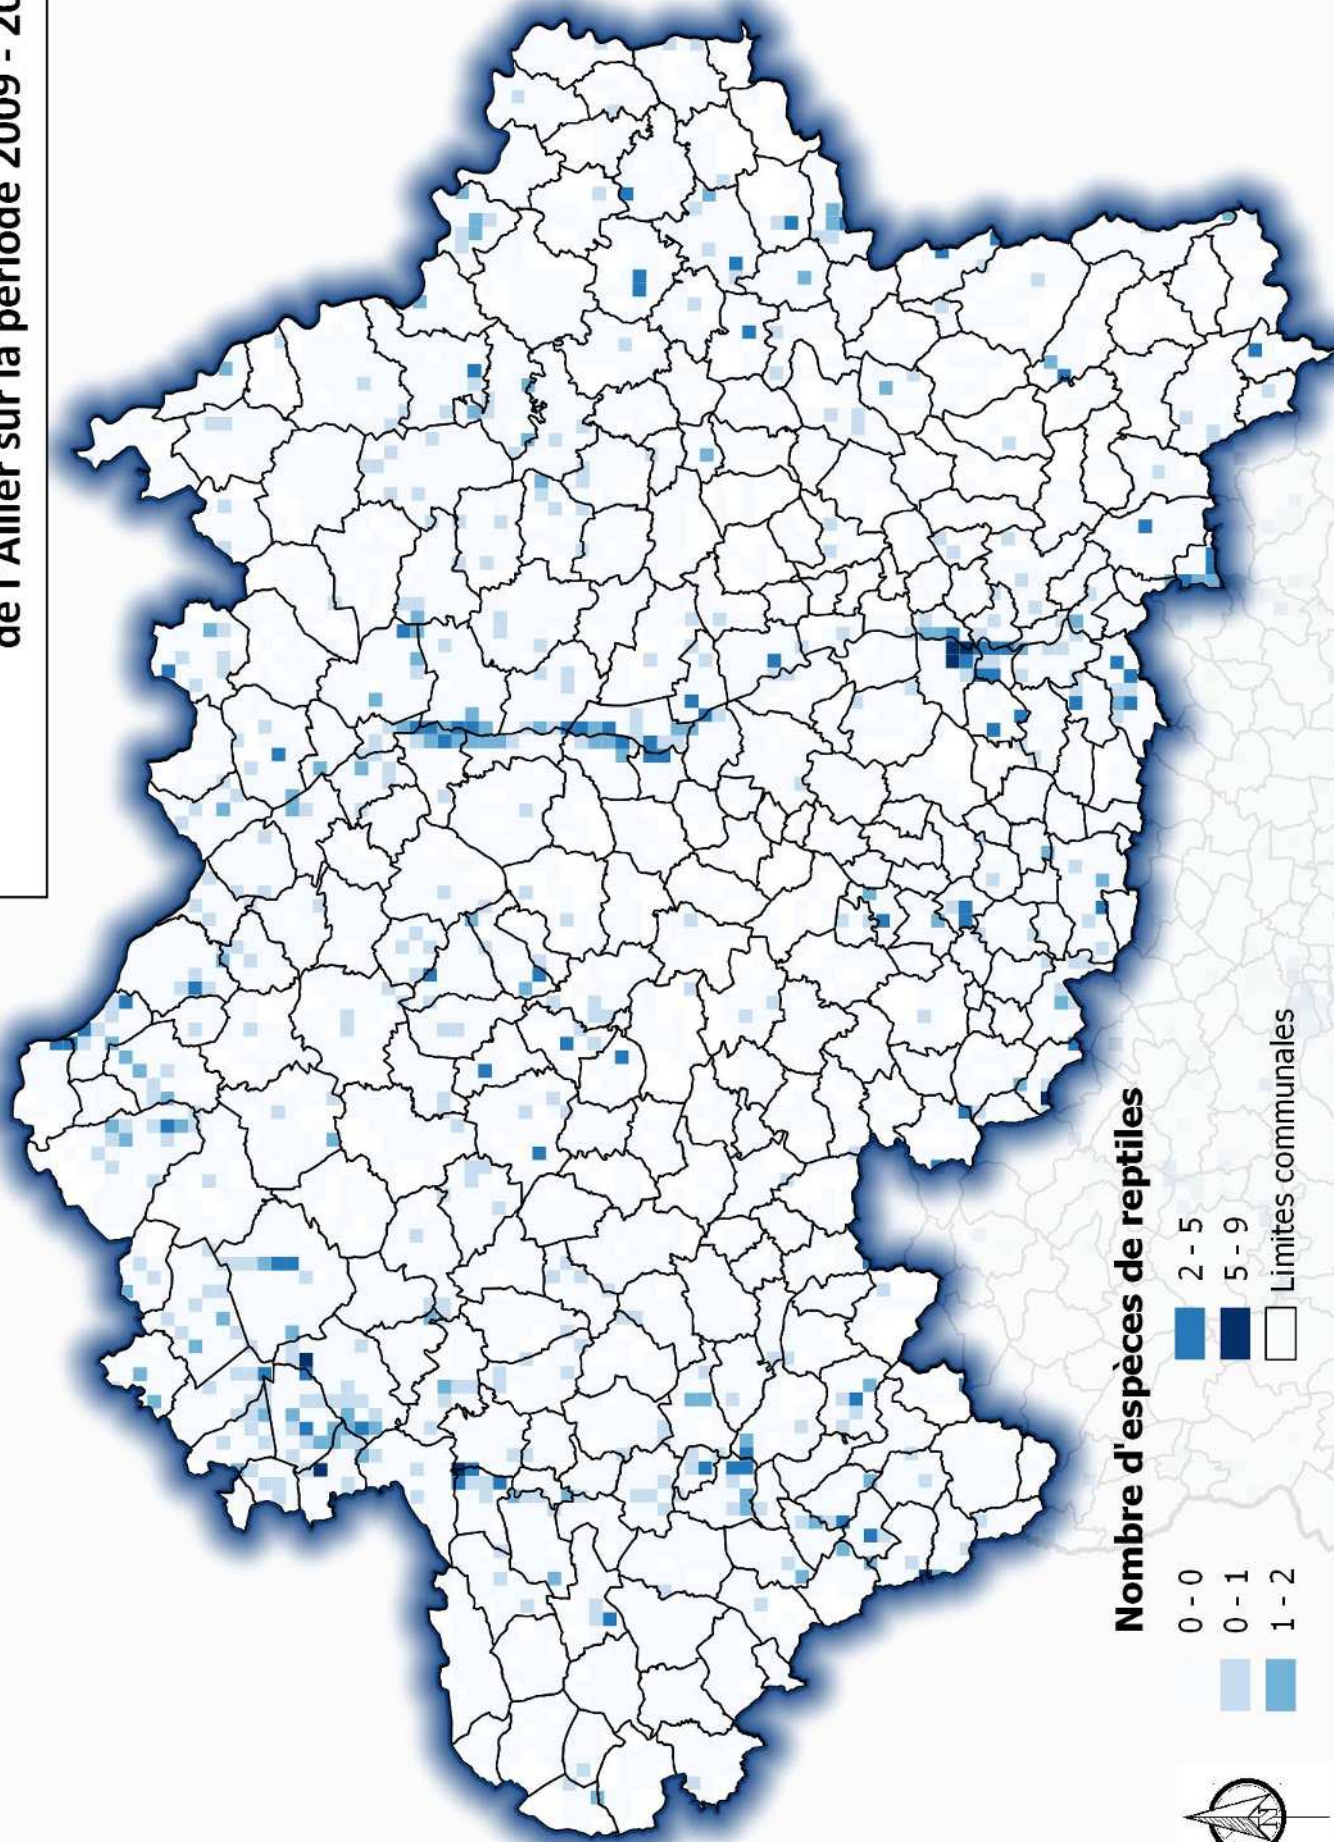 de l'Allier sur la période 2009 - 20
Nombre d'espèces de reptiles
0 - 0
0 - 1
1 - 2
2 - 5
5 - 9
Limites communales
N